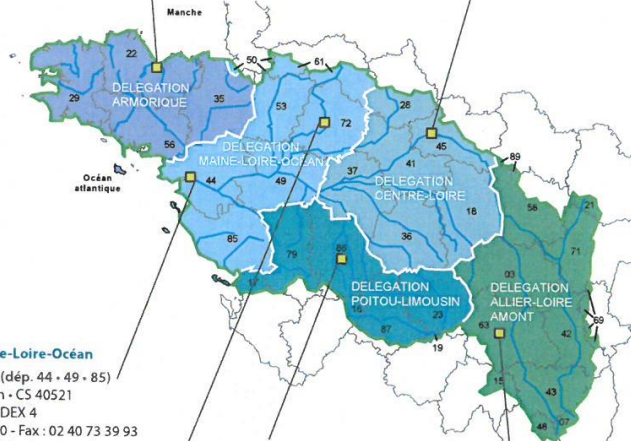 Manche
50
61
22
DELEGATION
ARMORIQUE
29
35
56
53
72
28
45
DELEGATION
MAINE-LOIRE-OCEAN
Océan
atlantique
44
49
37
41
DELEGATION
CENTRE-LOIRE
89
58
21
18
85
36
79
86
71
03
DELEGATION
POITOU-LIMOUSIN
DELEGATION
ALLIER-LOIRE
AMONT
17
16
23
87
19
63
69
42
15
43
48
07
e-Loire-Océan
(dép. 44 • 49 • 85)
n • CS 40521
DEX 4
0 - Fax : 02 40 73 39 93